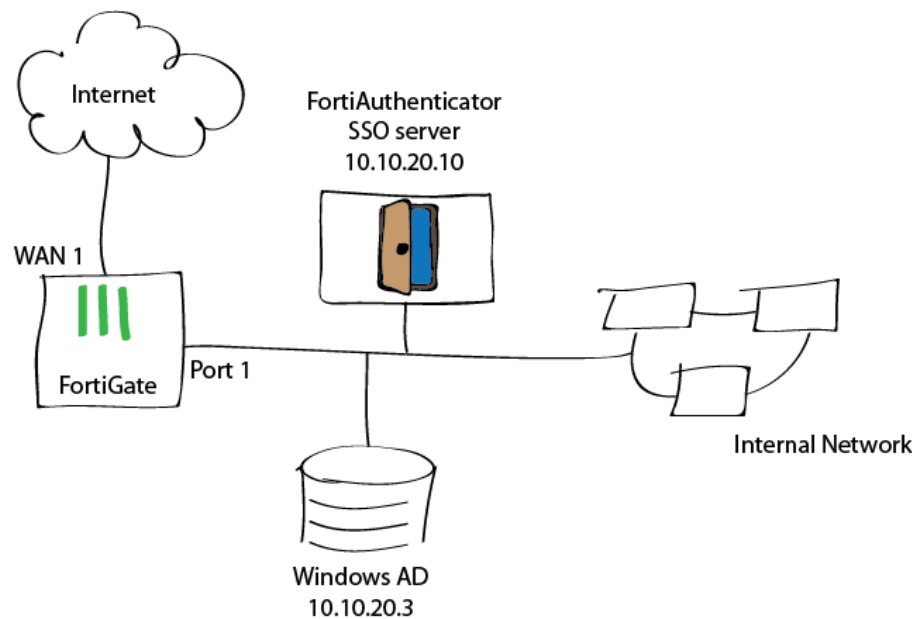 Internet
FortiAuthenticator
SSO server
10.10.20.10
WAN 1
FortiGate
Port 1
Internal Network
Windows AD
10.10.20.3